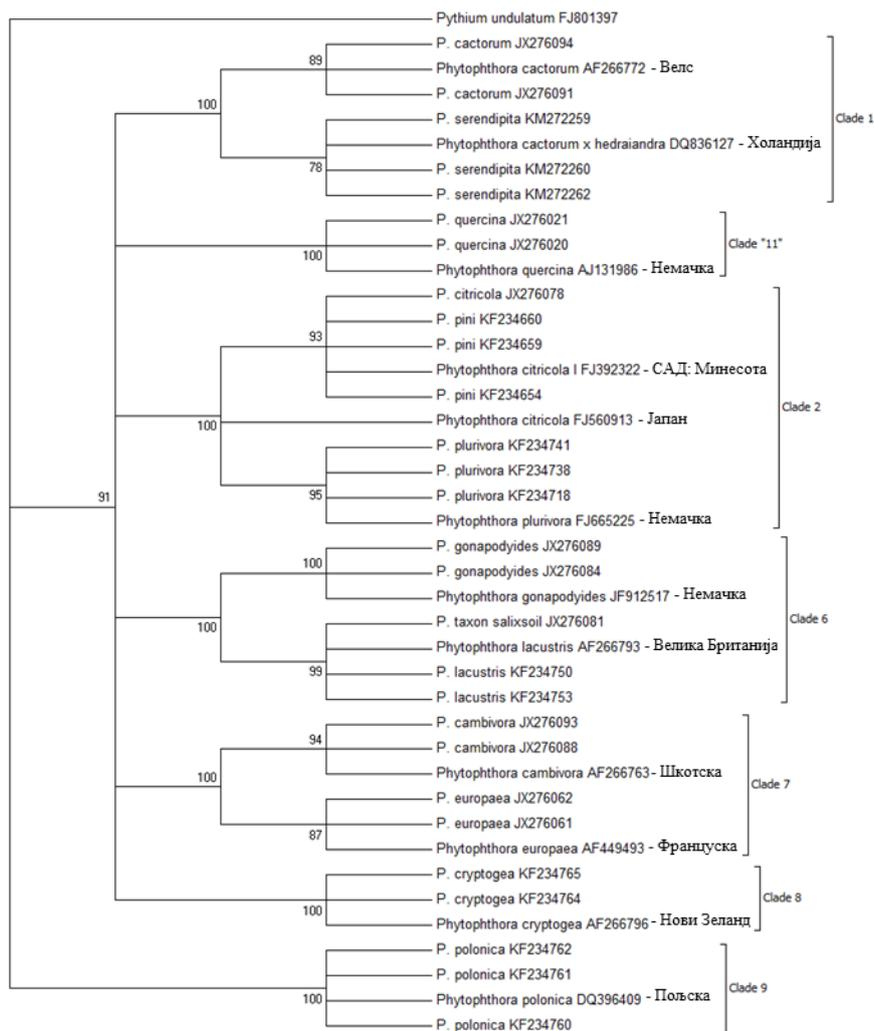 Pythium undulatum FJ801397
P. cactorum JX276094
89
Phytophthora cactorum AF266772 - Велс
P. cactorum JX276091
100
P. serendipita KM272259
Clade 1
Phytophthora cactorum x hedraiandra DQ836127 - Холандија
78
P. serendipita KM272260
P. serendipita KM272262
P. quercina JX276021
P. quercina JX276020
Clade "11"
100
Phytophthora quercina AJ131986 - Немачка
P. citricola JX276078
P. pini KF234660
93
P. pini KF234659
Phytophthora citricola I FJ392322 - САД: Минесота
P. pini KF234654
Clade 2
100
Phytophthora citricola FJ560913 - Јапан
P. plurivora KF234741
P. plurivora KF234738
95
P. plurivora KF234718
91
Phytophthora plurivora FJ665225 - Немачка
P. gonapodyides JX276089
100
P. gonapodyides JX276084
Phytophthora gonapodyides JF912517 - Немачка
100
P. taxon salixsoil JX276081
Clade 6
Phytophthora lacustris AF266793 - Велика Британија
99
P. lacustris KF234750
P. lacustris KF234753
P. cambivora JX276093
94
P. cambivora JX276088
100
Phytophthora cambivora AF266763 - Шкотска
Clade 7
P. europaea JX276062
87
P. europaea JX276061
Phytophthora europaea AF449493 - Француска
P. cryptogea KF234765
P. cryptogea KF234764
Clade 8
100
Phytophthora cryptogea AF266796 - Нови Зеланд
P. polonica KF234762
P. polonica KF234761
Clade 9
100
Phytophthora polonica DQ396409 - Пољска
P. polonica KF234760